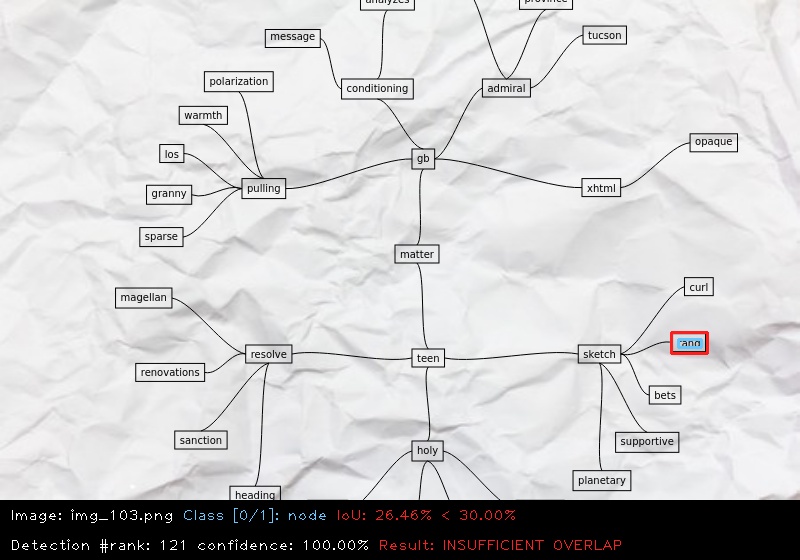 analyzes
province
message
tucson
polarization
conditioning
admiral
warmth
los
gb
opaque
granny
pulling
xhtml
sparse
matter
magellan
curl
resolve
teen
sketch
renovations
bets
sanction
supportive
holy
planetary
heading
Image: img_103.png Class [0/1]: node IoU: 26.46% < 30.00%
Detection #rank: 121 confidence: 100.00% Result: INSUFFICIENT OVERLAP